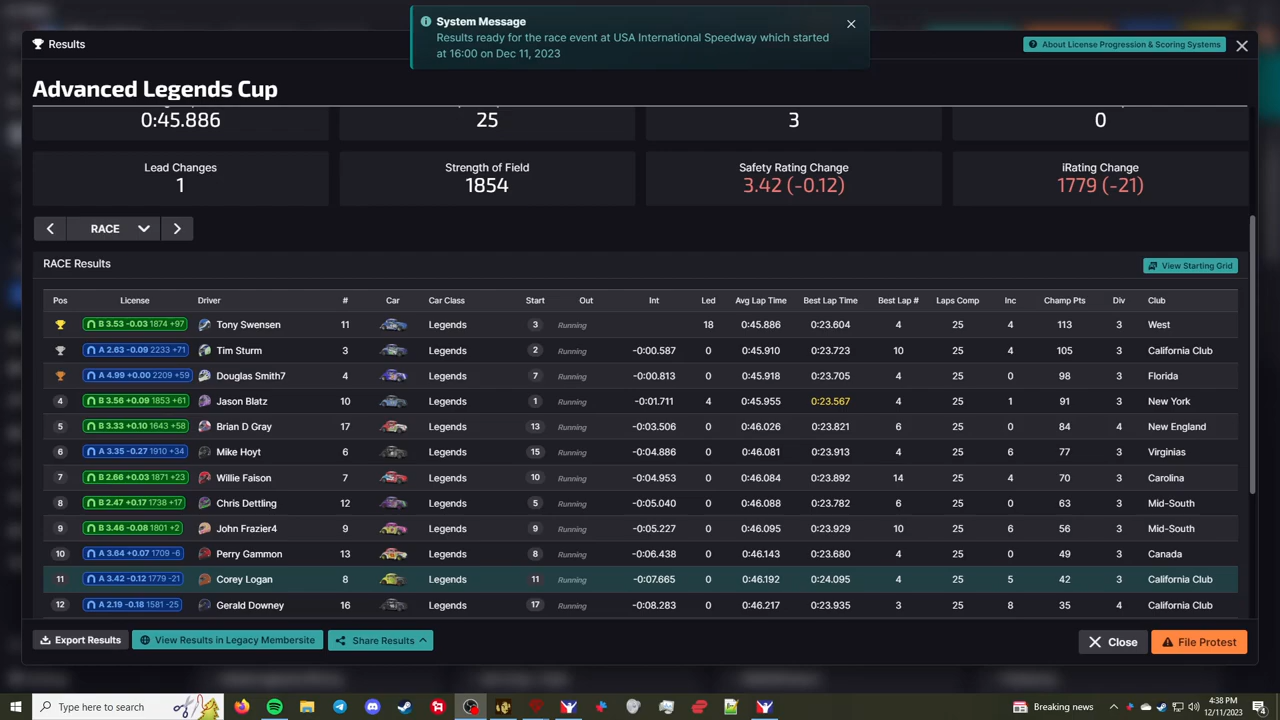 System Message
Results ready for the race event at USA International Speedway which started
at 16:00 on Dec 11, 2023
Results
About License Progression & Scoring Systems
Advanced Legends Cup
0:45.886 25 3 0
Lead Changes Strength of Field Safety Rating Change iRating Change
1 1854 3.42 (-0.12) 1779 (-21)
RACE
RACE Results
View Starting Grid
Pos License Driver # Car Car Class Start Out Int Led Avg Lap Time Best Lap Time Best Lap # Laps Comp Inc Champ Pts Div Club
B 3.53 -0.03 1874 +97 Tony Swensen 11 Legends 3 Running 18 0:45.886 0:23.604 4 25 4 113 3 West
A 2.63 -0.09 2233 +71 Tim Sturm 3 Legends 2 Running -0:00.587 0 0:45.910 0:23.723 10 25 4 105 3 California Club
A 4.99 +0.00 2209 +59 Douglas Smith7 4 Legends 7 Running -0:00.813 0 0:45.918 0:23.705 4 25 0 98 3 Florida
4 B 3.56 +0.09 1853 +61 Jason Blatz 10 Legends 1 Running -0:01.711 4 0:45.955 0:23.567 4 25 1 91 3 New York
5 B 3.33 +0.10 1643 +58 Brian D Gray 17 Legends 13 Running -0:03.506 0 0:46.026 0:23.821 6 25 0 84 4 New England
6 A 3.35 -0.27 1910 +34 Mike Hoyt 6 Legends 15 Running -0:04.886 0 0:46.081 0:23.913 4 25 6 77 3 Virginias
7 B 2.66 +0.03 1871 +23 Willie Faison 7 Legends 10 Running -0:04.953 0 0:46.084 0:23.892 14 25 4 70 3 Carolina
8 B 2.47 +0.17 1738 +17 Chris Dettling 12 Legends 5 Running -0:05.040 0 0:46.088 0:23.782 4 25 0 63 3 Mid-South
9 B 3.46 -0.08 1801 +2 John Frazier4 9 Legends 9 Running -0:05.227 0 0:46.095 0:23.929 10 25 6 56 3 Mid-South
10 A 3.64 +0.07 1709 -6 Perry Gammon 13 Legends 8 Running -0:06.438 0 0:46.143 0:23.680 4 25 0 49 3 Canada
11 A 3.42 -0.12 1779 -21 Corey Logan 8 Legends 11 Running -0:07.665 0 0:46.192 0:24.095 4 25 5 42 3 California Club
12 A 2.19 -0.18 1581 -25 Gerald Downey 16 Legends 17 Running -0:08.283 0 0:46.217 0:23.935 3 25 8 35 4 California Club
Export Results View Results in Legacy Membersite Share Results Close File Protest
Type here to search Breaking news 4:38 PM
12/11/2023